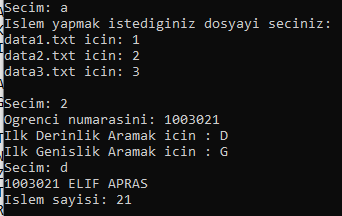 Secim: a
Islem yapmak istediginiz dosyayi seciniz:
data1.txt icin: 1
data2.txt icin: 2
data3.txt icin: 3
Secim: 2
Ogrenci numarasini: 1003021
Ilk Derinlik Aramak icin : D
Ilk Genislik Aramak icin : G
Secim: d
1003021 ELIF APRAS
Islem sayisi: 21